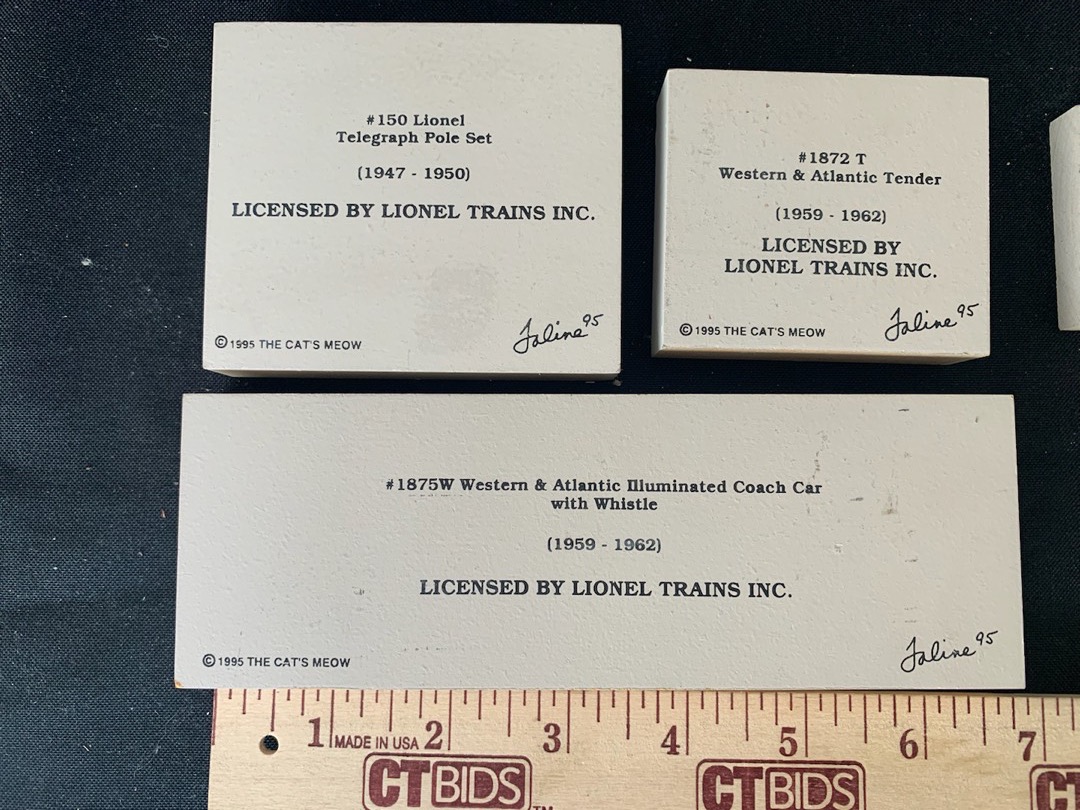 #150 Lionel
Telegraph Pole Set
(1947 - 1950)
LICENSED BY LIONEL TRAINS INC.
© 1995 THE CAT'S MEOW
Faline 95
#1872 T
Western & Atlantic Tender
(1959 - 1962)
LICENSED BY
LIONEL TRAINS INC.
© 1995 THE CAT'S MEOW
Faline 95
#1875W Western & Atlantic Illuminated Coach Car
with Whistle
(1959 - 1962)
LICENSED BY LIONEL TRAINS INC.
© 1995 THE CAT'S MEOW
Faline 95
1 MADE IN USA 2 3 4 5 6 7
CTBIDS TM CTBIDS CT